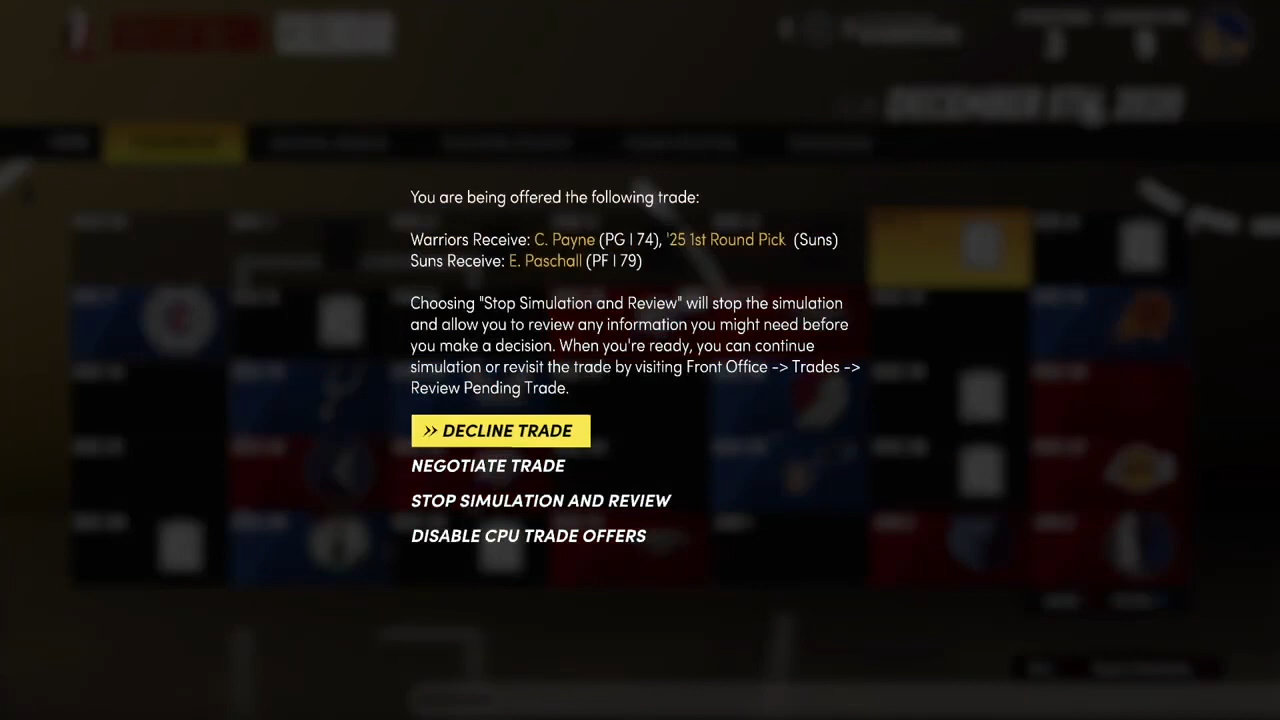 You are being offered the following trade:
Warriors Receive: C. Payne (PG | 74), '25 1st Round Pick (Suns)
Suns Receive: E. Paschall (PF | 79)
Choosing "Stop Simulation and Review" will stop the simulation
and allow you to review any information you might need before
you make a decision. When you're ready, you can continue
simulation or revisit the trade by visiting Front Office -> Trades ->
Review Pending Trade.
» DECLINE TRADE
NEGOTIATE TRADE
STOP SIMULATION AND REVIEW
DISABLE CPU TRADE OFFERS